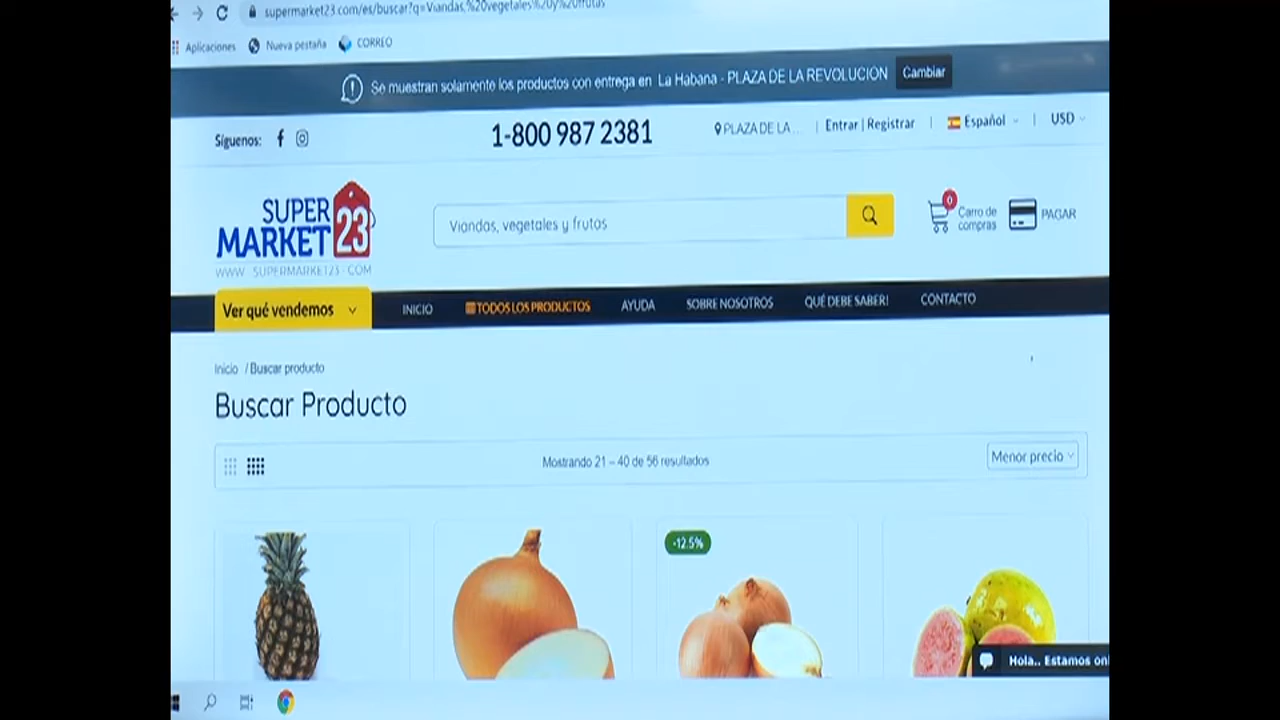 supermarket23.com/es/buscar?q=Viandas,%20vegetales%20y%20frutas
Aplicaciones Nueva pestaña CORREO
Se muestran solamente los productos con entrega en La Habana - PLAZA DE LA REVOLUCIÓN Cambiar
Síguenos: 1-800 987 2381 PLAZA DE LA ... | Entrar | Registrar | Español | USD
SUPER
MARKET 23
WWW.SUPERMARKET23.COM
Viandas, vegetales y frutas
0
Carro de
compras
PAGAR
Ver qué vendemos INICIO TODOS LOS PRODUCTOS AYUDA SOBRE NOSOTROS QUÉ DEBE SABER! CONTACTO
Inicio / Buscar producto
Buscar Producto
Mostrando 21 – 40 de 56 resultados Menor precio
-12.5%
Hola.. Estamos onl